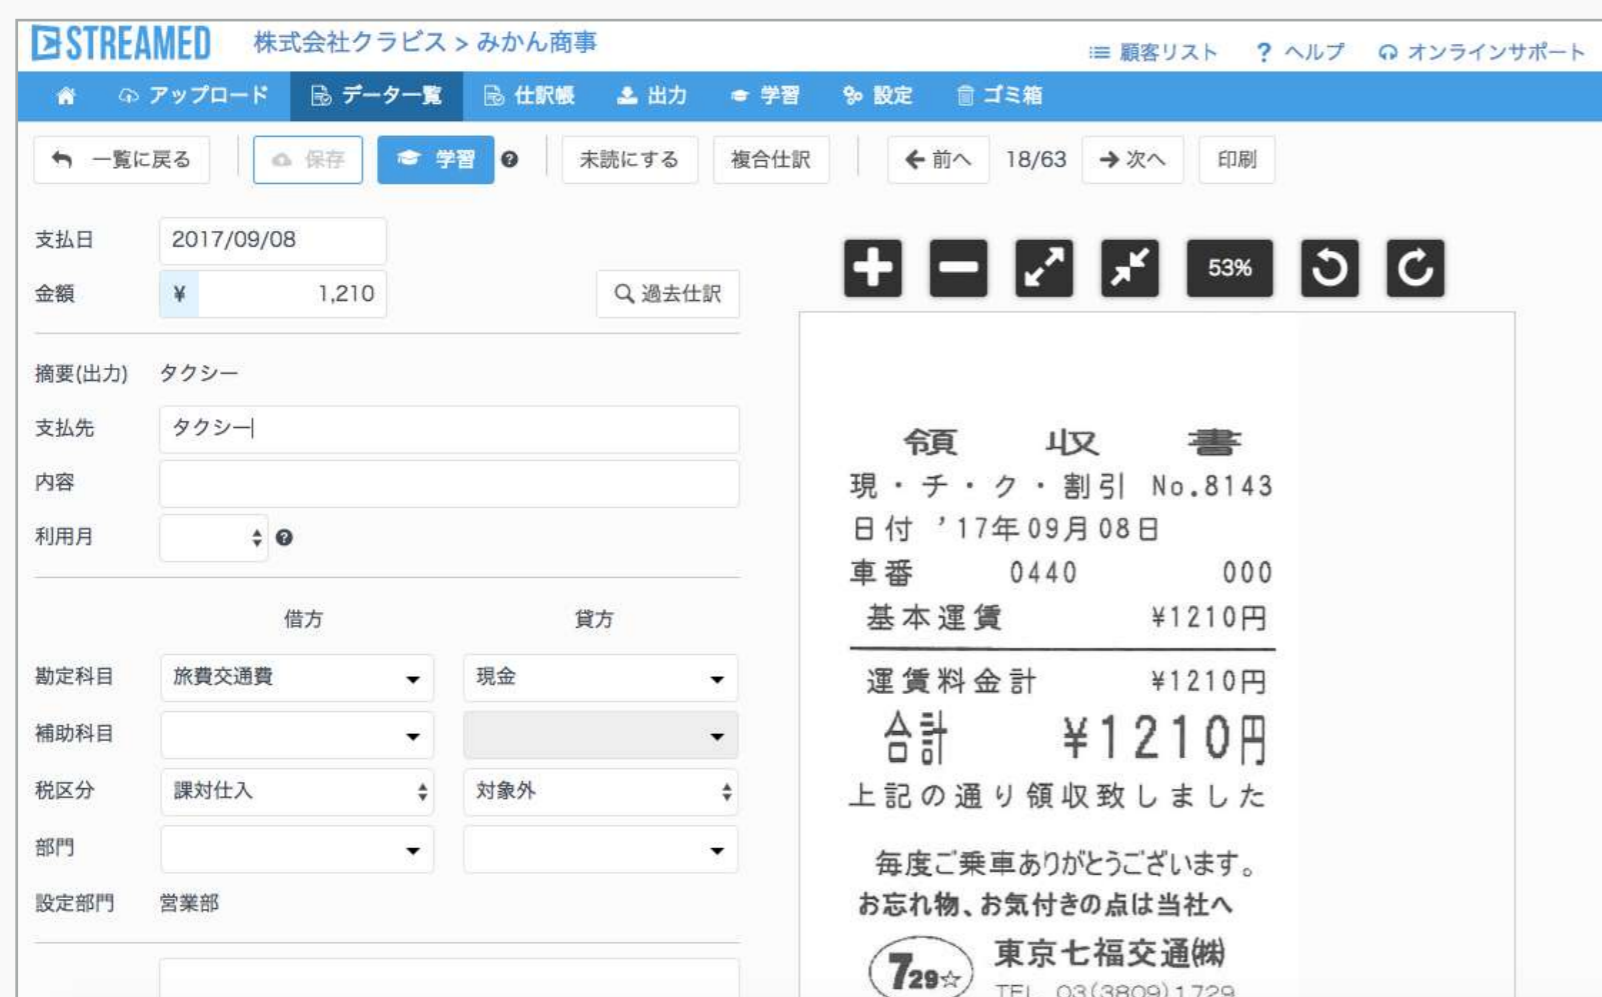 STREAMED 株式会社クラビス > みかん商事
顧客リスト ? ヘルプ オンラインサポート
アップロード データ一覧 仕訳帳 出力 学習 設定 ゴミ箱
一覧に戻る 保存 学習 ? 未読にする 複合仕訳 前へ 18/63 次へ 印刷
支払日 2017/09/08
金額 ¥ 1,210 過去仕訳
摘要(出力) タクシー
支払先 タクシー
内容
利用月 ?
借方 貸方
勘定科目 旅費交通費 現金
補助科目
税区分 課対仕入 対象外
部門
設定部門 営業部
53%
領収書
現・チ・ク・割引 No.8143
日付 '17年09月08日
車番 0440 000
基本運賃 ¥1210円
運賃料金計 ¥1210円
合計 ¥1210円
上記の通り領収致しました
毎度ご乗車ありがとうございます。
お忘れ物、お気付きの点は当社へ
729☆ 東京七福交通㈱
TEL 03(3809)1729